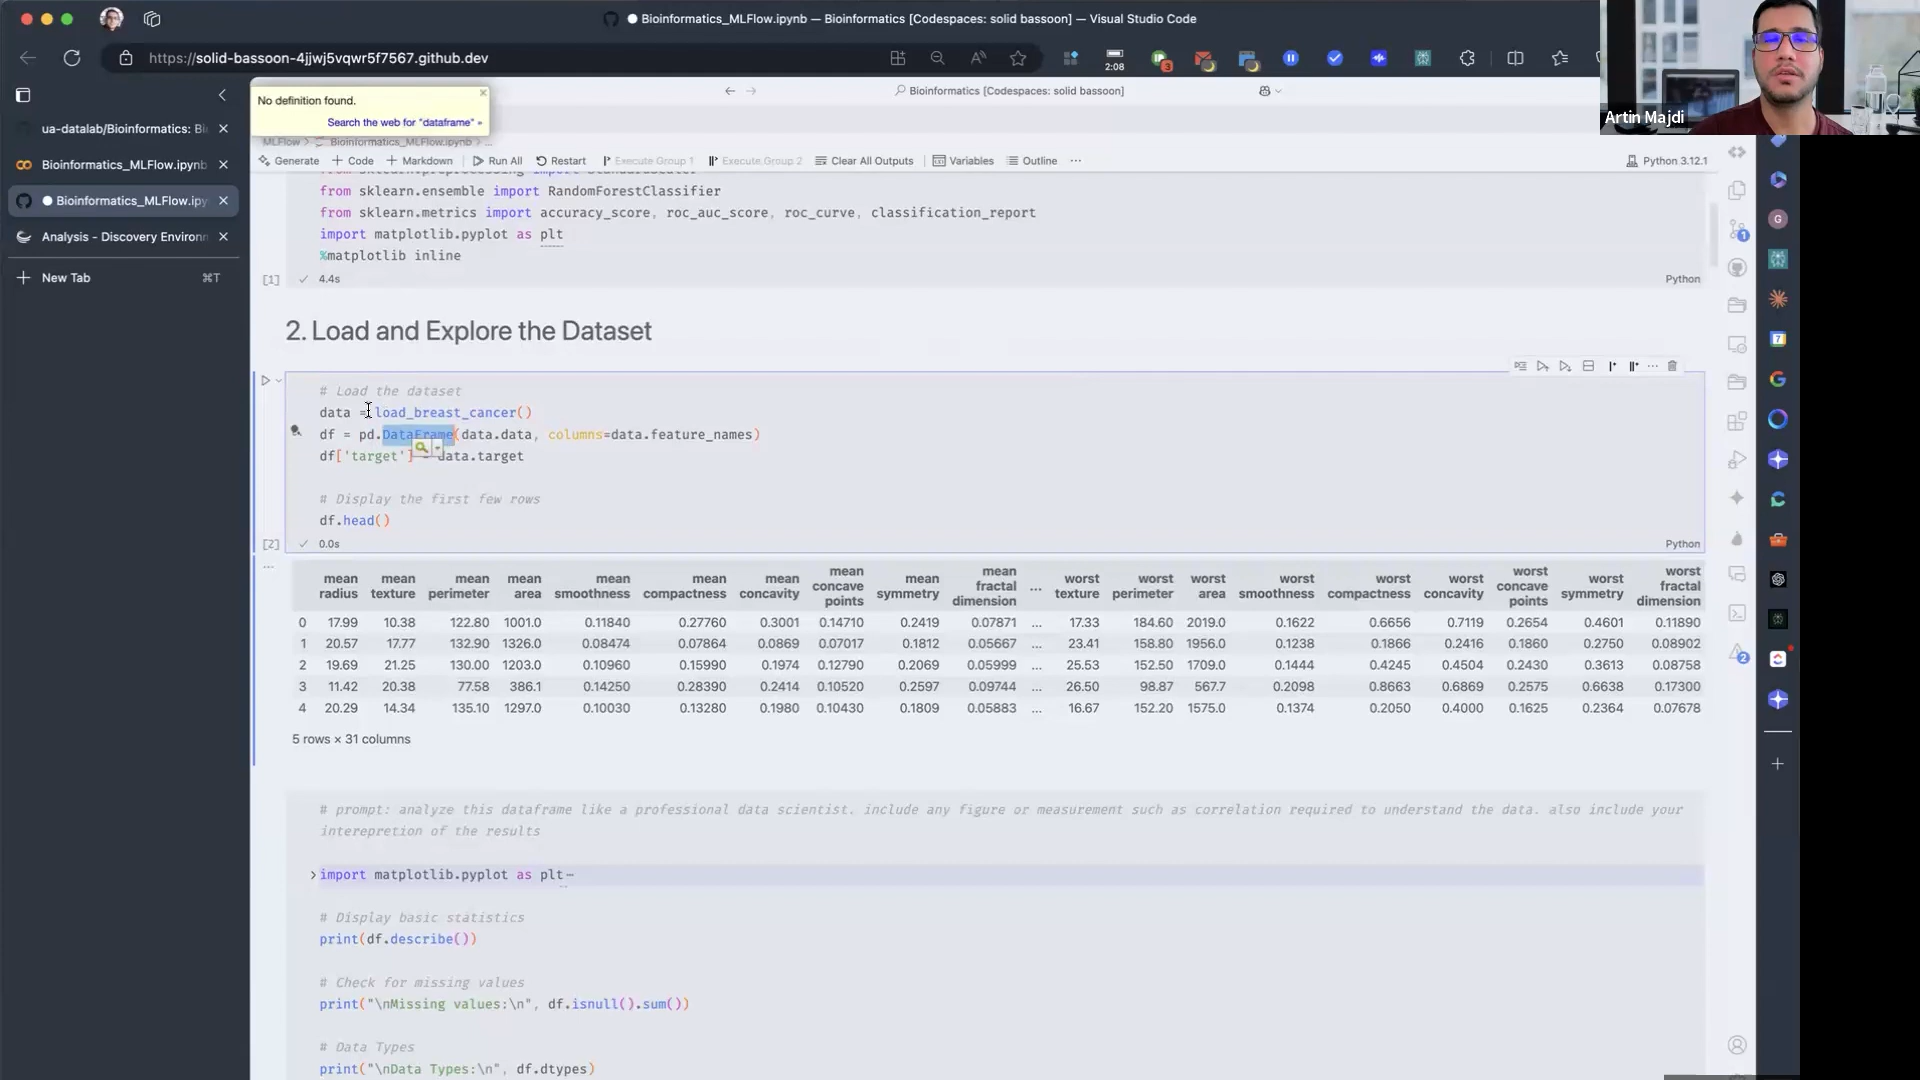 Bioinformatics_MLFlow.ipynb — Bioinformatics [Codespaces: solid bassoon] — Visual Studio Code
https://solid-bassoon-4jjwj5vqwr5f7567.github.dev
2:08
3
Artin Majdi
No definition found.
Search the web for "dataframe" »
Bioinformatics [Codespaces: solid bassoon]
ua-datalab/Bioinformatics: Bi
Bioinformatics_MLFlow.ipynb
Bioinformatics_MLFlow.ipy
Analysis - Discovery Environ
New Tab
⌘T
MLFlow > Bioinformatics_MLFlow.ipynb > ...
Generate + Code + Markdown Run All Restart Execute Group 1 Execute Group 2 Clear All Outputs Variables Outline ... Python 3.12.1
from sklearn.preprocessing import StandardScaler
from sklearn.ensemble import RandomForestClassifier
from sklearn.metrics import accuracy_score, roc_auc_score, roc_curve, classification_report
import matplotlib.pyplot as plt
%matplotlib inline
[1] ✓ 4.4s Python
2. Load and Explore the Dataset
# Load the dataset
data = load_breast_cancer()
df = pd.DataFrame(data.data, columns=data.feature_names)
df['target'] = data.target
# Display the first few rows
df.head()
[2] ✓ 0.0s Python
mean radius mean texture mean perimeter mean area mean smoothness mean compactness mean concavity mean concave points mean symmetry mean fractal dimension ... worst texture worst perimeter worst area worst smoothness worst compactness worst concavity worst concave points worst symmetry worst fractal dimension
0 17.99 10.38 122.80 1001.0 0.11840 0.27760 0.3001 0.14710 0.2419 0.07871 ... 17.33 184.60 2019.0 0.1622 0.6656 0.7119 0.2654 0.4601 0.11890
1 20.57 17.77 132.90 1326.0 0.08474 0.07864 0.0869 0.07017 0.1812 0.05667 ... 23.41 158.80 1956.0 0.1238 0.1866 0.2416 0.1860 0.2750 0.08902
2 19.69 21.25 130.00 1203.0 0.10960 0.15990 0.1974 0.12790 0.2069 0.05999 ... 25.53 152.50 1709.0 0.1444 0.4245 0.4504 0.2430 0.3613 0.08758
3 11.42 20.38 77.58 386.1 0.14250 0.28390 0.2414 0.10520 0.2597 0.09744 ... 26.50 98.87 567.7 0.2098 0.8663 0.6869 0.2575 0.6638 0.17300
4 20.29 14.34 135.10 1297.0 0.10030 0.13280 0.1980 0.10430 0.1809 0.05883 ... 16.67 152.20 1575.0 0.1374 0.2050 0.4000 0.1625 0.2364 0.07678
5 rows × 31 columns
# prompt: analyze this dataframe like a professional data scientist. include any figure or measurement such as correlation required to understand the data. also include your
interepretion of the results
import matplotlib.pyplot as plt
# Display basic statistics
print(df.describe())
# Check for missing values
print("\nMissing values:\n", df.isnull().sum())
# Data Types
print("\nData Types:\n", df.dtypes)